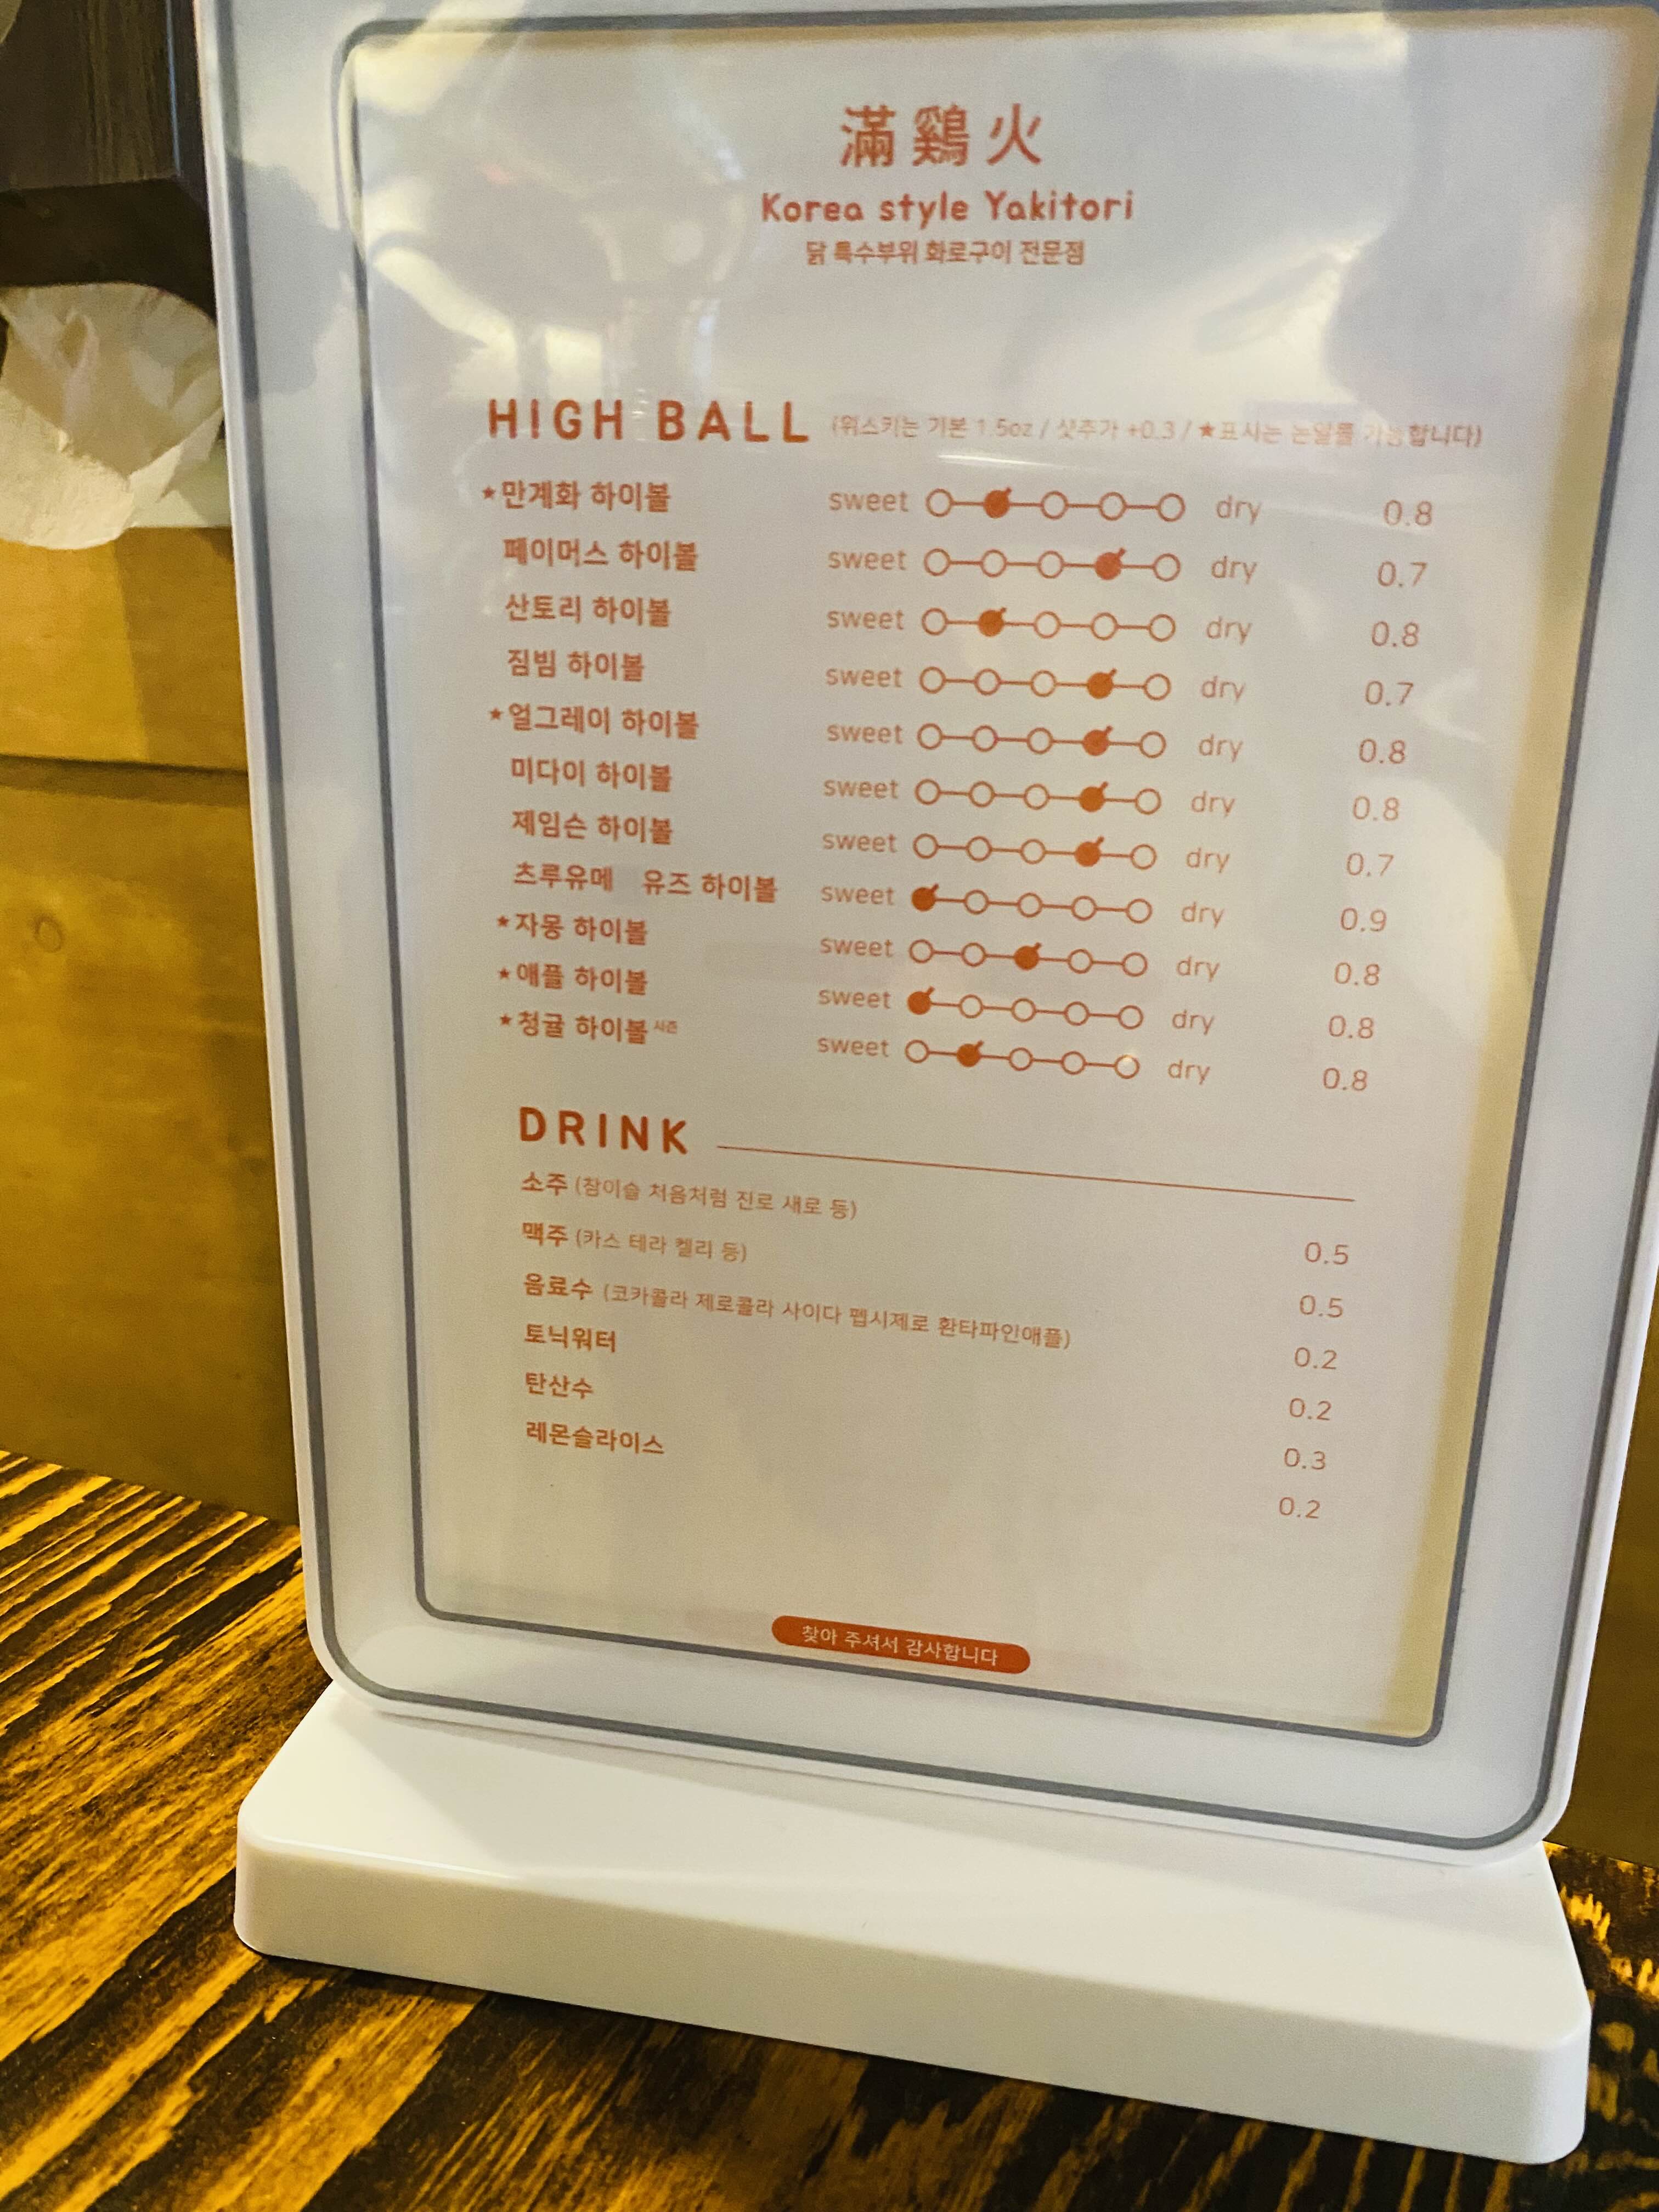 滿鷄火
Korea style Yakitori
닭 특수부위 화로구이 전문점
HIGH BALL (위스키는 기본 1.5oz / 샷추가 +0.3 / ★표시는 논알콜 가능합니다)
★만계화 하이볼 sweet dry 0.8
페이머스 하이볼 sweet dry 0.7
산토리 하이볼 sweet dry 0.8
짐빔 하이볼 sweet dry 0.7
★얼그레이 하이볼 sweet dry 0.8
미다이 하이볼 sweet dry 0.8
제임슨 하이볼 sweet dry 0.7
츠루유메 유즈 하이볼 sweet dry 0.9
★자몽 하이볼 sweet dry 0.8
★애플 하이볼 sweet dry 0.8
★청귤 하이볼 시즌 sweet dry 0.8
DRINK
소주 (참이슬 처음처럼 진로 새로 등) 0.5
맥주 (카스 테라 켈리 등) 0.5
음료수 (코카콜라 제로콜라 사이다 펩시제로 환타파인애플) 0.2
토닉워터 0.2
탄산수 0.3
레몬슬라이스 0.2
찾아 주셔서 감사합니다